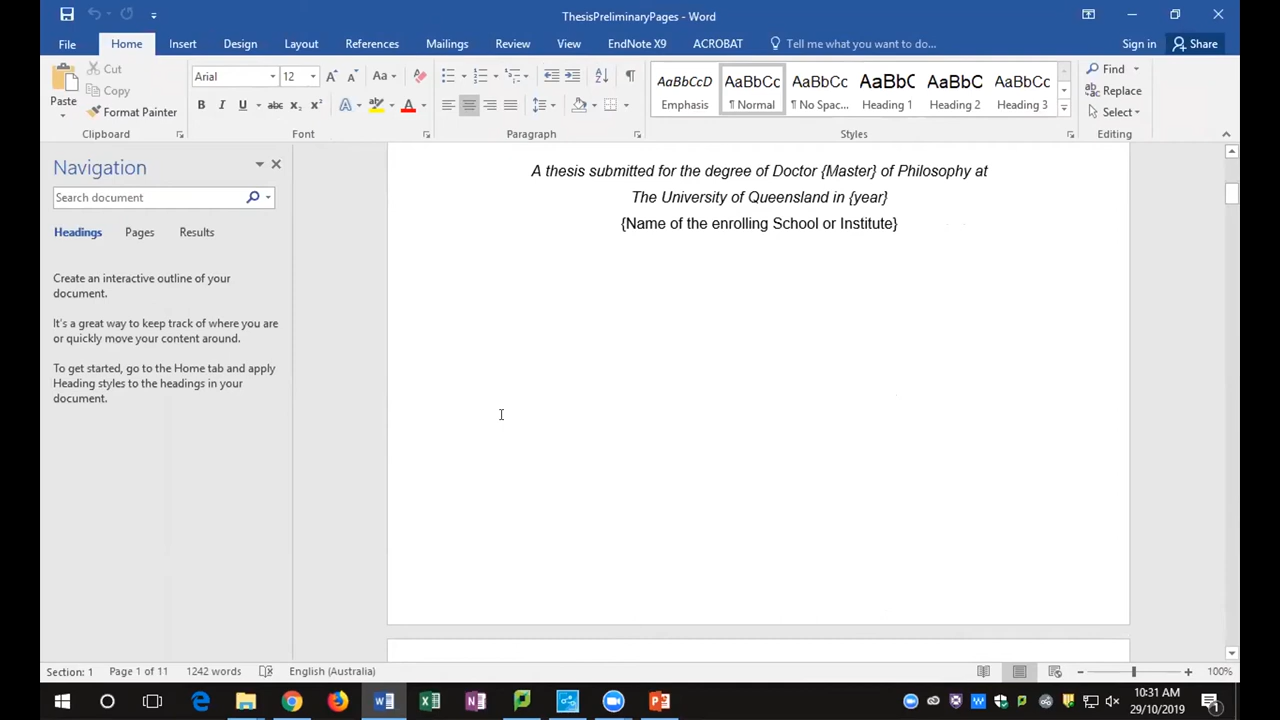 ThesisPreliminaryPages - Word
File Home Insert Design Layout References Mailings Review View EndNote X9 ACROBAT Tell me what you want to do... Sign in Share
Paste
Cut
Copy
Format Painter
Clipboard
Arial 12
Aa
B I U abc x₂ x² A A
Font
Paragraph
AaBbCcD AaBbCc AaBbCc AaBbC AaBbC AaBbCc
Emphasis ¶ Normal ¶ No Spac... Heading 1 Heading 2 Heading 3
Styles
Find
Replace
Select
Editing
Navigation
Search document
Headings Pages Results
Create an interactive outline of your
document.
It's a great way to keep track of where you are
or quickly move your content around.
To get started, go to the Home tab and apply
Heading styles to the headings in your
document.
A thesis submitted for the degree of Doctor {Master} of Philosophy at
The University of Queensland in {year}
{Name of the enrolling School or Institute}
Section: 1 Page 1 of 11 1242 words English (Australia) 100%
10:31 AM
29/10/2019